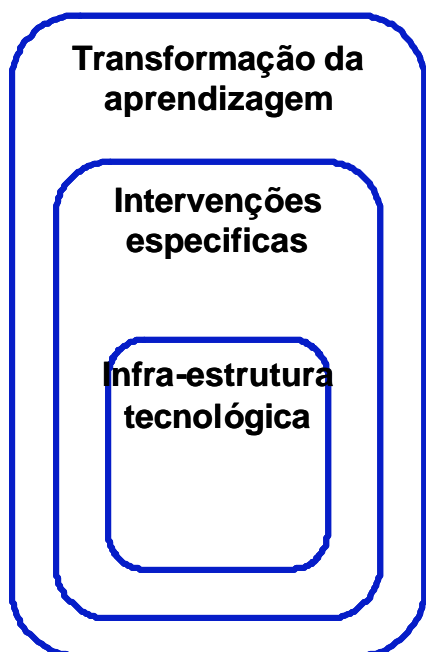 Transformação da
aprendizagem
Intervenções
especificas
Infra-estrutura
tecnológica